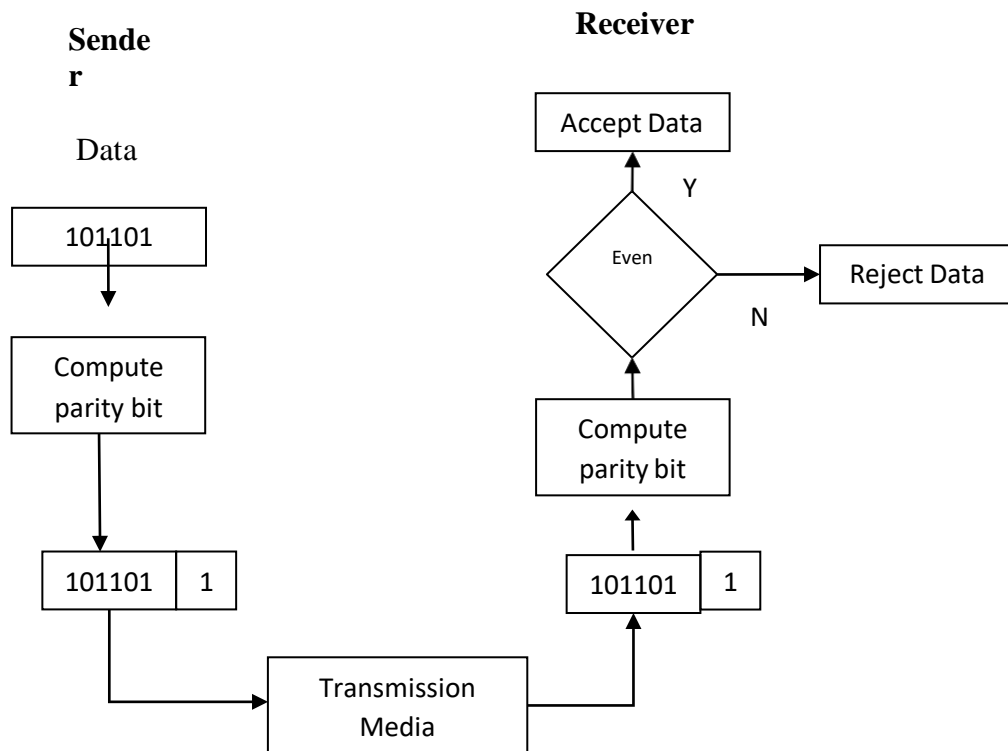 Sende
r
Data
101101
Compute
parity bit
101101 1
Transmission
Media
Receiver
Accept Data
Y
Even
Reject Data
N
Compute
parity bit
101101 1